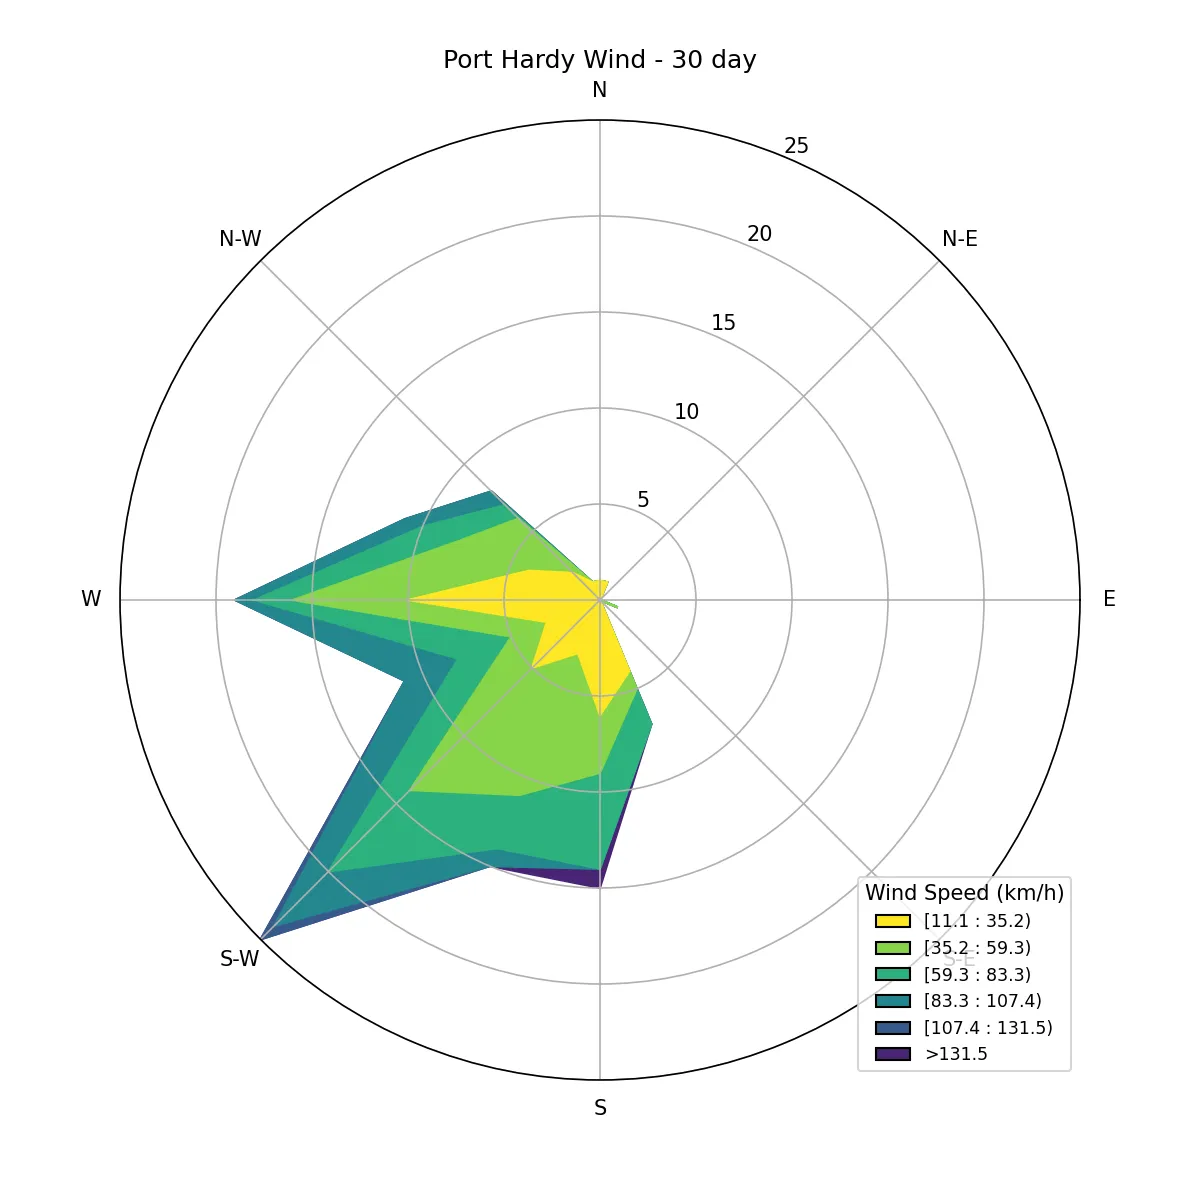 Port Hardy Wind - 30 day
N
25
N-W
20
N-E
15
10
5
W
E
S-W
S-E
S
Wind Speed (km/h)
[11.1 : 35.2)
[35.2 : 59.3)
[59.3 : 83.3)
[83.3 : 107.4)
[107.4 : 131.5)
>131.5